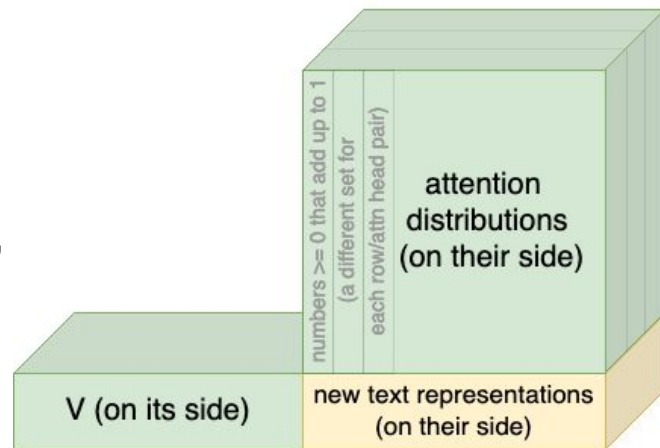 numbers >= 0 that add up to 1
(a different set for
each row/attn head pair)
attention
distributions
(on their side)
V (on its side)
new text representations
(on their side)